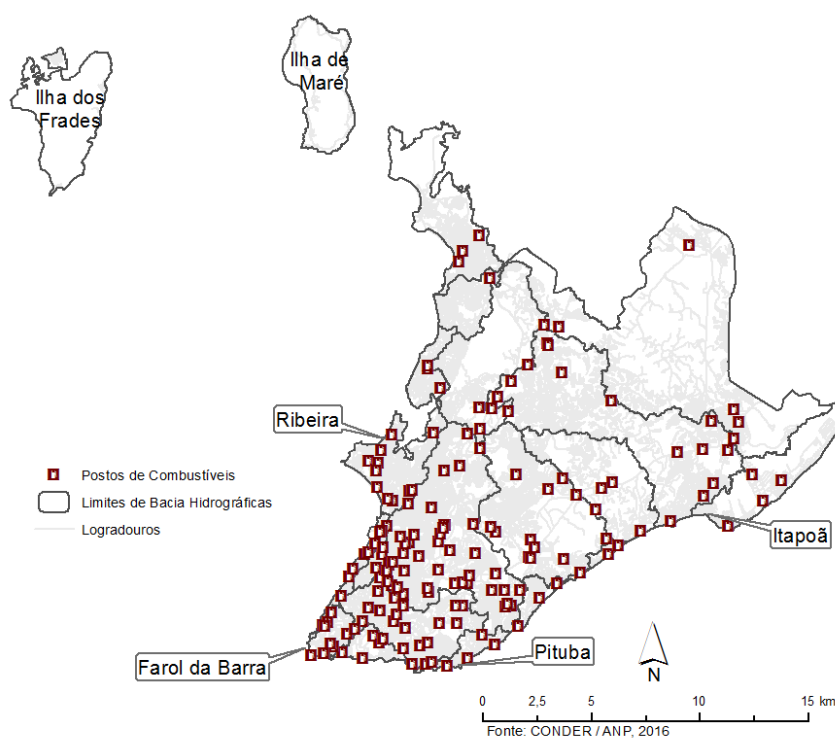 Ilha de
Maré
Ilha dos
Frades
Ribeira
Postos de Combustíveis
Limites de Bacia Hidrográficas
Logradouros
Itapoã
Farol da Barra
Pituba
N
0 2,5 5 10 15 km
Fonte: CONDER / ANP, 2016